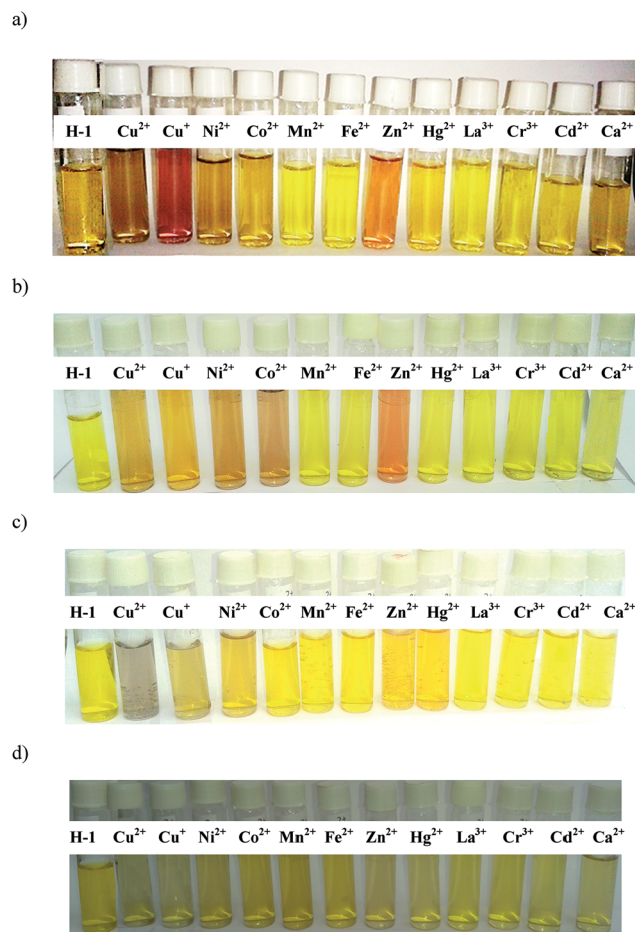 a)
H-1 Cu²⁺ Cu⁺ Ni²⁺ Co²⁺ Mn²⁺ Fe²⁺ Zn²⁺ Hg²⁺ La³⁺ Cr³⁺ Cd²⁺ Ca²⁺
b)
H-1 Cu²⁺ Cu⁺ Ni²⁺ Co²⁺ Mn²⁺ Fe²⁺ Zn²⁺ Hg²⁺ La³⁺ Cr³⁺ Cd²⁺ Ca²⁺
c)
H-1 Cu²⁺ Cu⁺ Ni²⁺ Co²⁺ Mn²⁺ Fe²⁺ Zn²⁺ Hg²⁺ La³⁺ Cr³⁺ Cd²⁺ Ca²⁺
d)
H-1 Cu²⁺ Cu⁺ Ni²⁺ Co²⁺ Mn²⁺ Fe²⁺ Zn²⁺ Hg²⁺ La³⁺ Cr³⁺ Cd²⁺ Ca²⁺